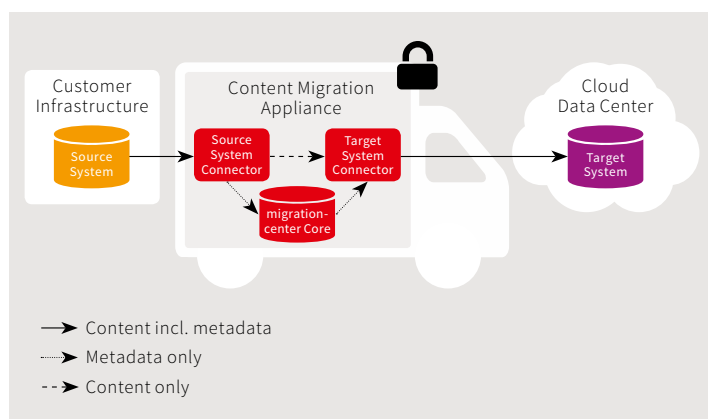 Customer
Infrastructure
Source
System
Content Migration
Appliance
Source
System
Connector
Target
System
Connector
migration-
center Core
Cloud
Data Center
Target
System
Content incl. metadata
Metadata only
Content only